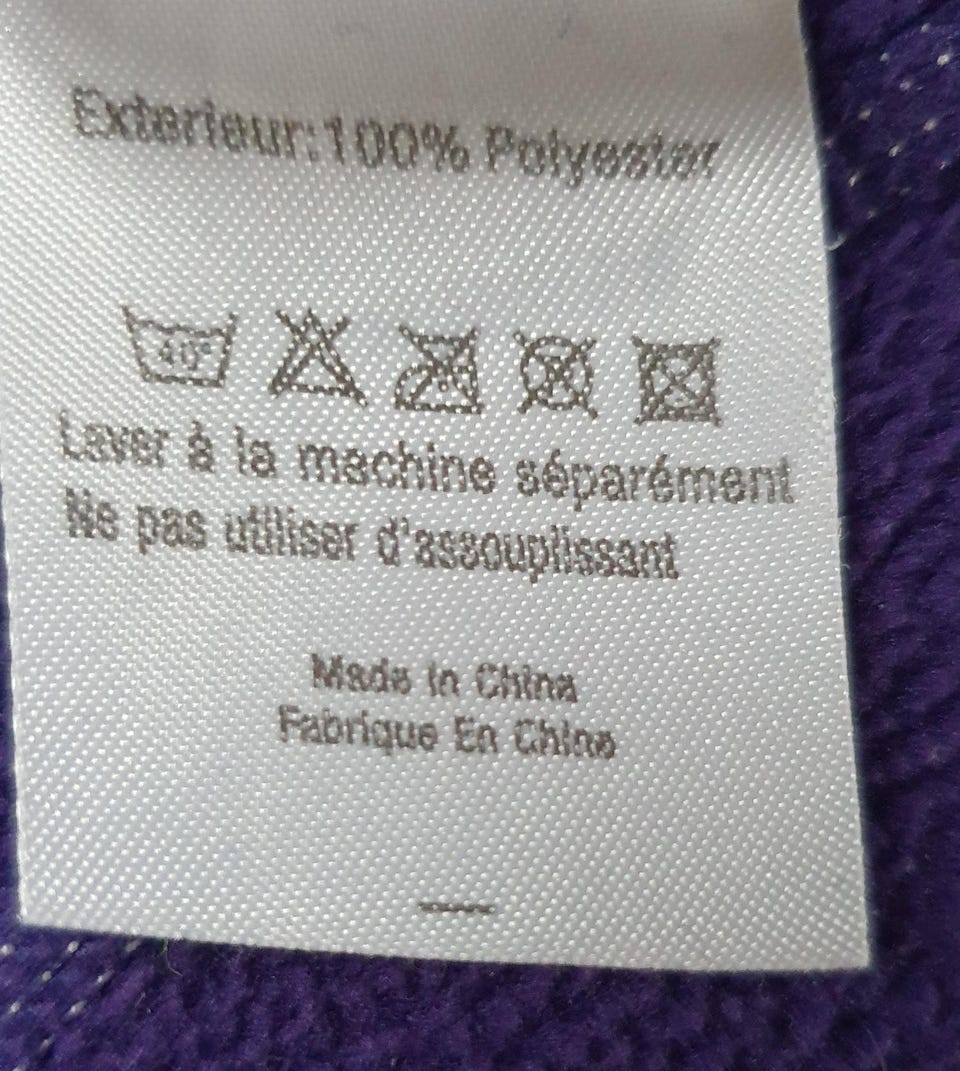 Exterieur:100% Polyester
40°
Laver à la machine séparément
Ne pas utiliser d'assouplissant
Made in China
Fabrique En Chine